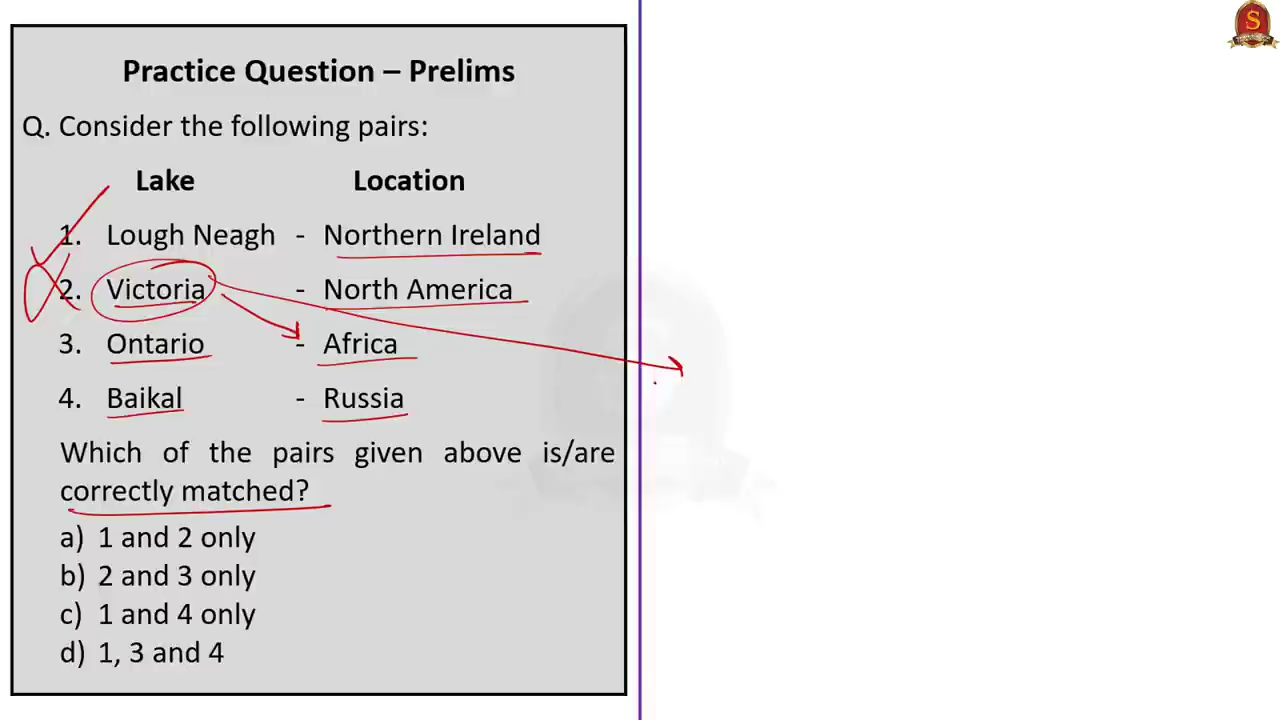 S
Practice Question – Prelims
Q. Consider the following pairs:
Lake Location
1. Lough Neagh - Northern Ireland
2. Victoria - North America
3. Ontario - Africa
4. Baikal - Russia
Which of the pairs given above is/are
correctly matched?
a) 1 and 2 only
b) 2 and 3 only
c) 1 and 4 only
d) 1, 3 and 4